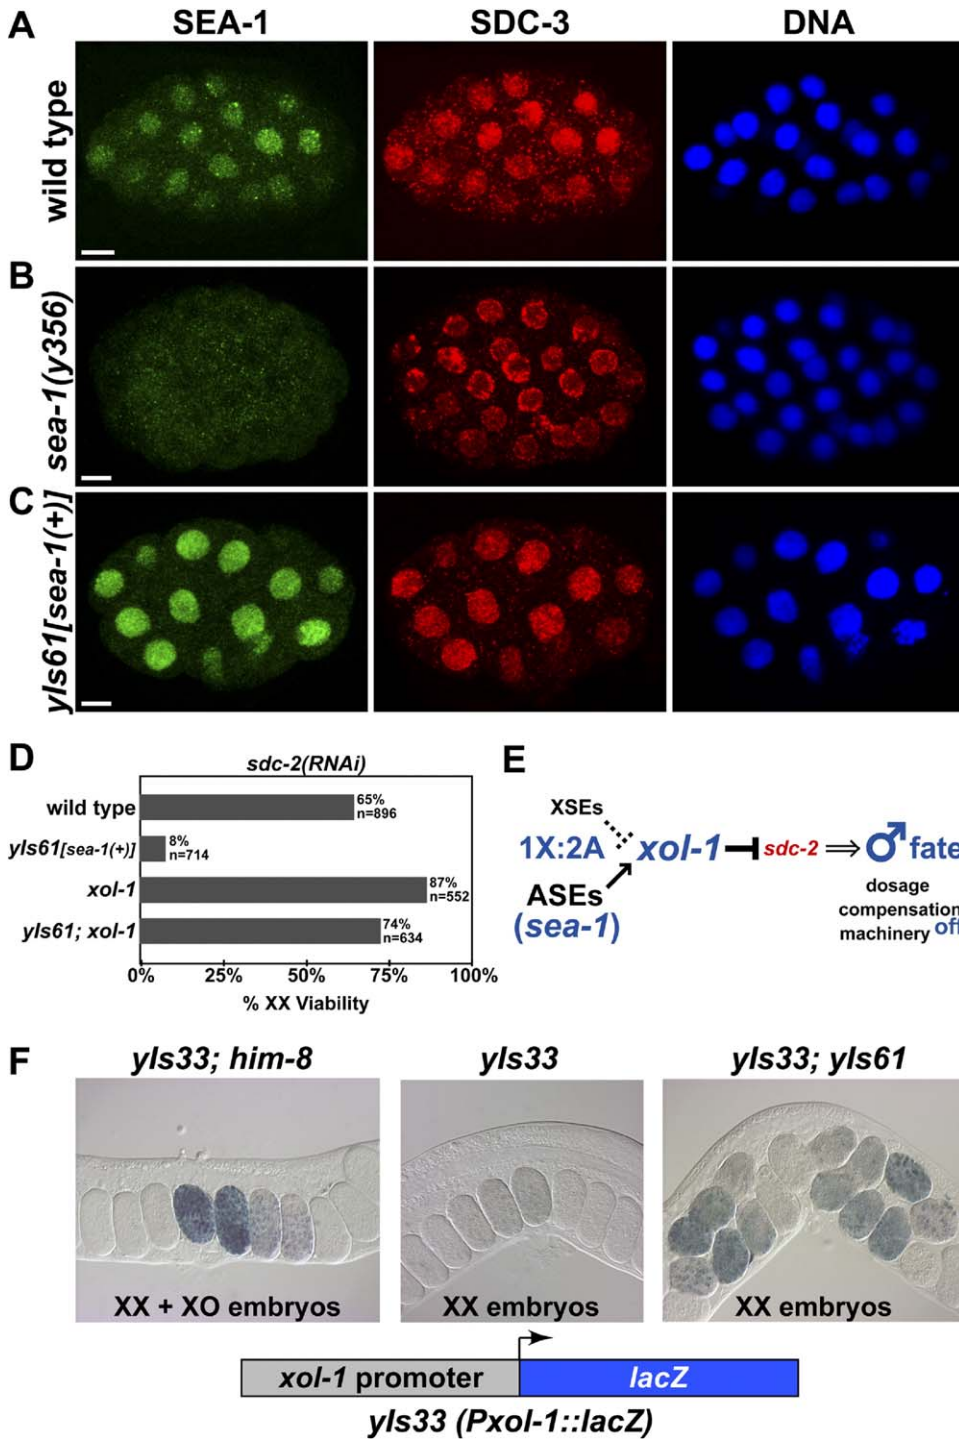 A
SEA-1
SDC-3
DNA
wild type
B
sea-1(y356)
C
yIs61[sea-1(+)]
D
sdc-2(RNAi)
wild type
65%
n=896
yIs61[sea-1(+)]
8%
n=714
xol-1
87%
n=552
yIs61; xol-1
74%
n=634
0%
25%
50%
75%
100%
% XX Viability
E
XSEs
1X:2A
xol-1
sdc-2
⇒
♂ fate
ASEs
(sea-1)
dosage
compensation
machinery off
F
yIs33; him-8
yIs33
yIs33; yIs61
XX + XO embryos
XX embryos
XX embryos
xol-1 promoter
lacZ
yIs33 (Pxol-1::lacZ)